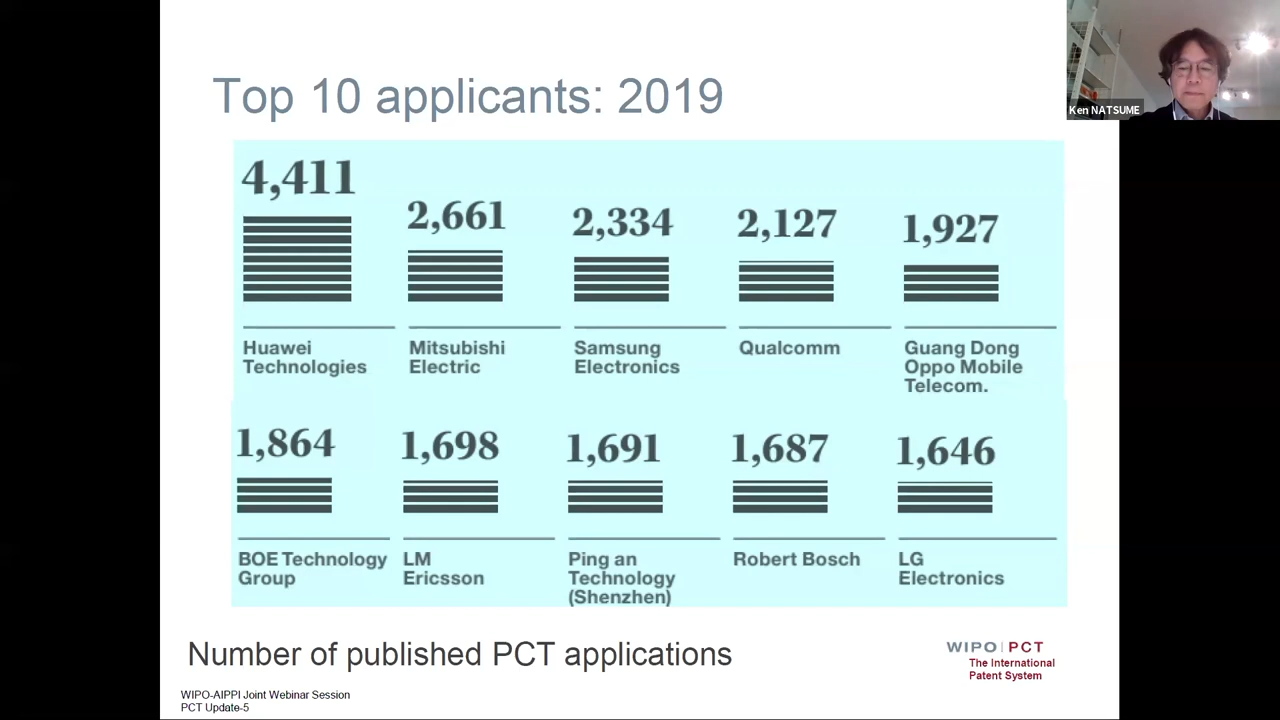 Top 10 applicants: 2019
Ken NATSUME
4,411
2,661
2,334
2,127
1,927
Huawei
Technologies
Mitsubishi
Electric
Samsung
Electronics
Qualcomm
Guang Dong
Oppo Mobile
Telecom.
1,864
1,698
1,691
1,687
1,646
BOE Technology
Group
LM
Ericsson
Ping an
Technology
(Shenzhen)
Robert Bosch
LG
Electronics
Number of published PCT applications
WIPO|PCT
The International
Patent System
WIPO-AIPPI Joint Webinar Session
PCT Update-5